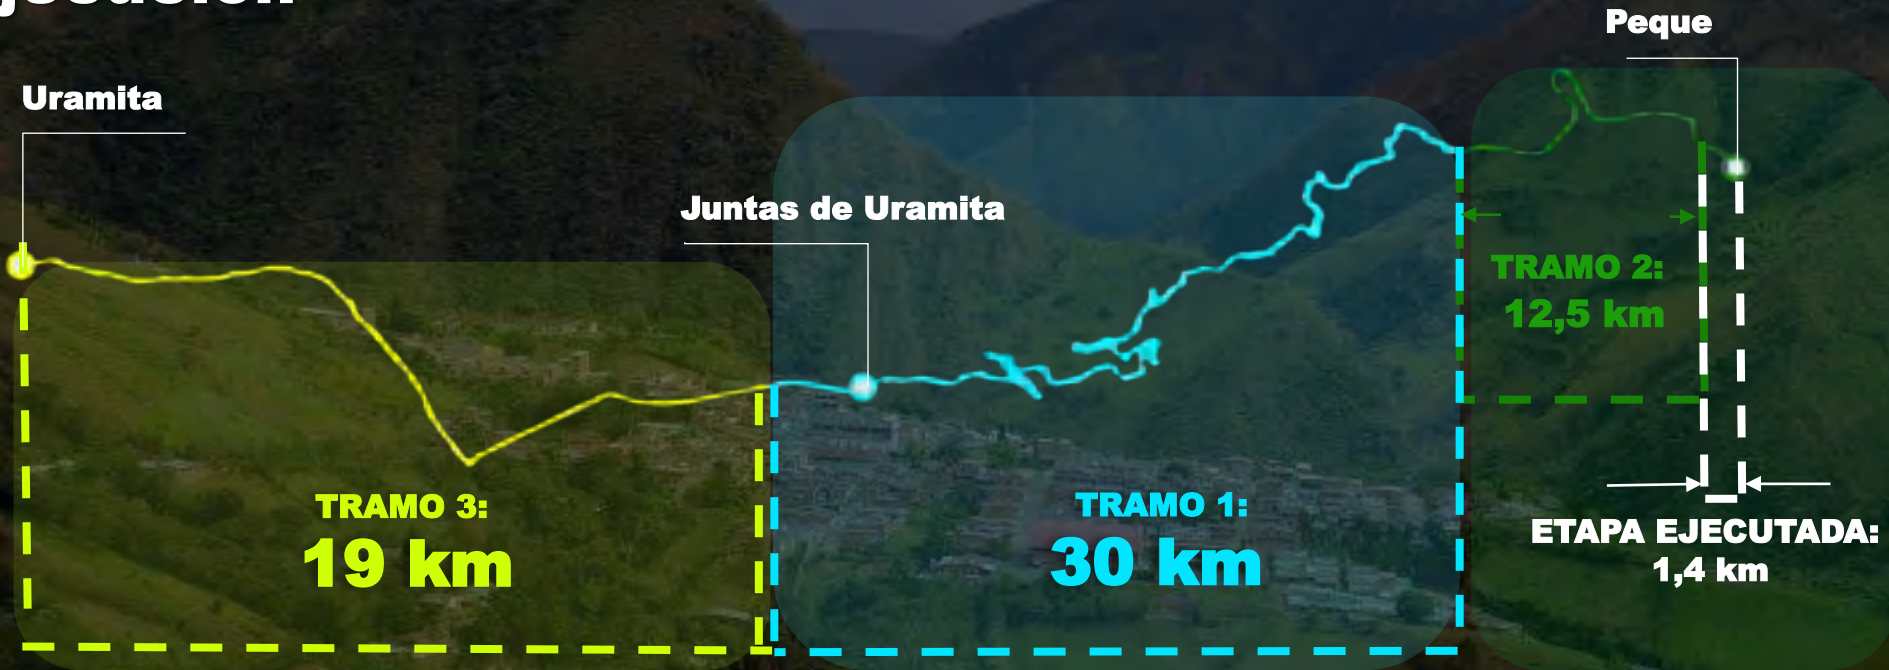 Peque
Uramita
Juntas de Uramita
TRAMO 2:
12,5 km
TRAMO 3:
19 km
TRAMO 1:
30 km
ETAPA EJECUTADA:
1,4 km